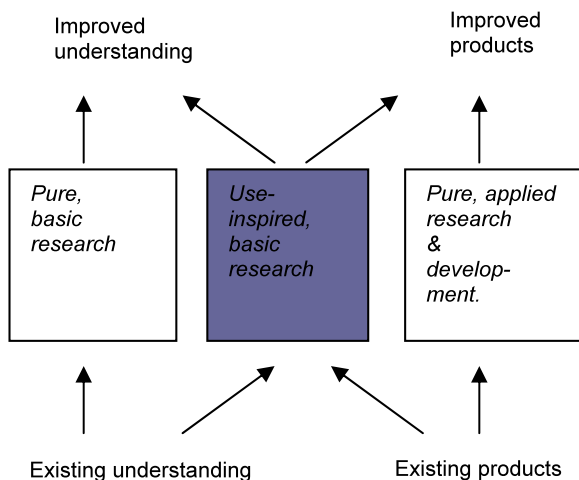 Improved
understanding
Improved
products
Pure,
basic
research
Use-
inspired,
basic
research
Pure, applied
research
&
develop-
ment.
Existing understanding
Existing products